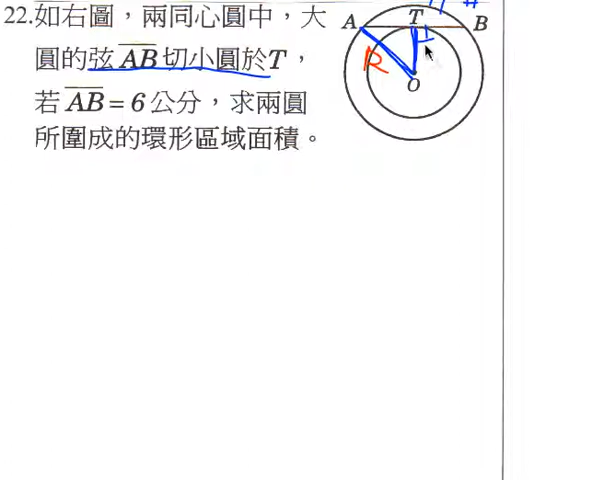 22.如右圖，兩同心圓中，大
圓的弦AB切小圓於T，
若AB=6公分，求兩圓
所圍成的環形區域面積。
A T B
R
O